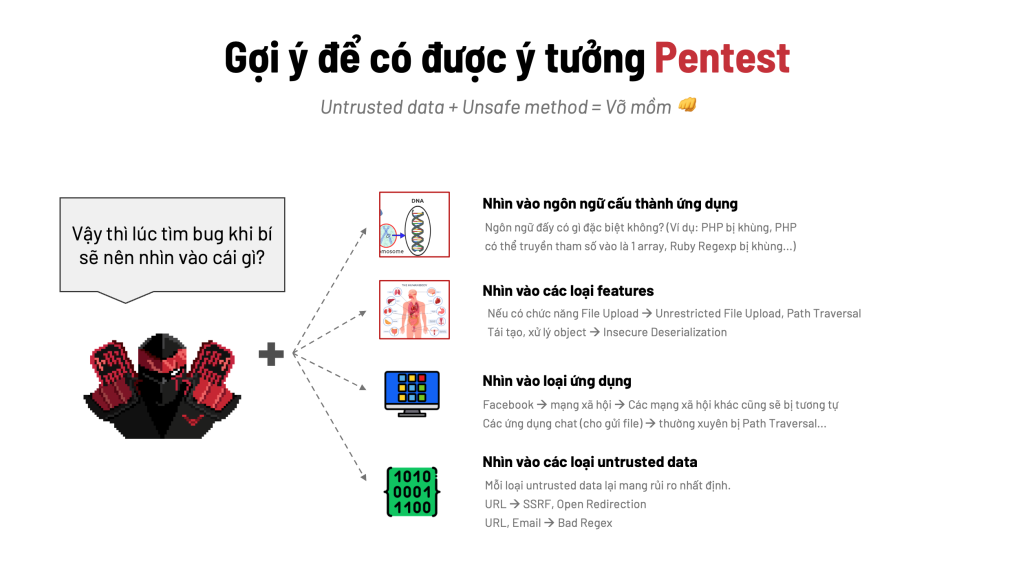 Gợi ý để có được ý tưởng Pentest
Untrusted data + Unsafe method = Vỡ mồm 👊
Vậy thì lúc tìm bug khi bí
sẽ nên nhìn vào cái gì?
DNA
mosome
Nhìn vào ngôn ngữ cấu thành ứng dụng
Ngôn ngữ đấy có gì đặc biệt không? (Ví dụ: PHP bị khùng, PHP
có thể truyền tham số vào là 1 array, Ruby Regexp bị khùng...)
Nhìn vào các loại features
Nếu có chức năng File Upload → Unrestricted File Upload, Path Traversal
Tái tạo, xử lý object → Insecure Deserialization
Nhìn vào loại ứng dụng
Facebook → mạng xã hội → Các mạng xã hội khác cũng sẽ bị tương tự
Các ứng dụng chat (cho gửi file) → thường xuyên bị Path Traversal...
1010
0001
1100
Nhìn vào các loại untrusted data
Mỗi loại untrusted data lại mang rủi ro nhất định.
URL → SSRF, Open Redirection
URL, Email → Bad Regex